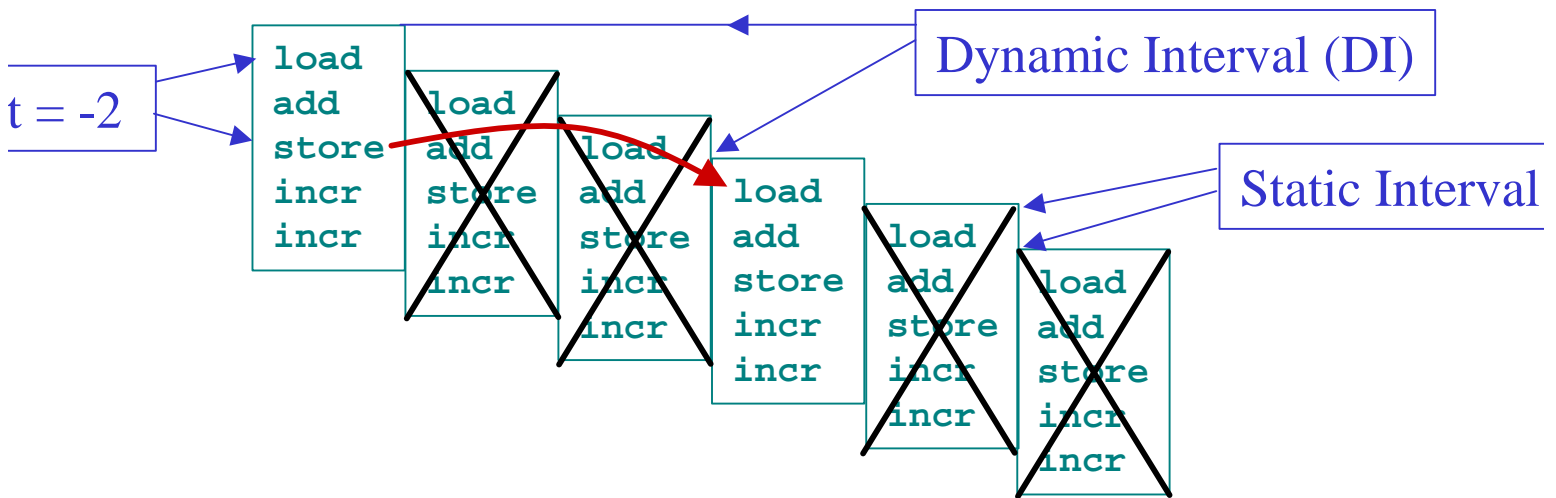 t = -2
load
add
store
incr
incr
load
add
store
incr
incr
load
add
store
incr
incr
load
add
store
incr
incr
load
add
store
incr
incr
load
add
store
incr
incr
Dynamic Interval (DI)
Static Interval